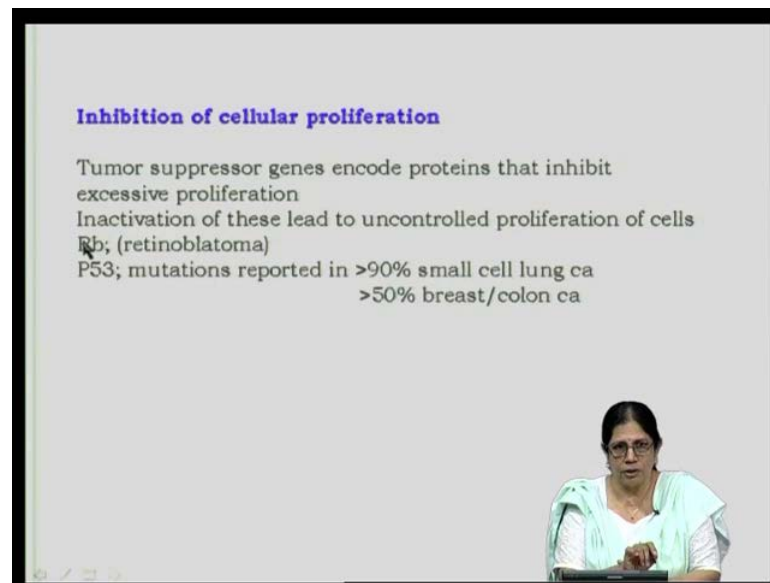 Inhibition of cellular proliferation
Tumor suppressor genes encode proteins that inhibit
excessive proliferation
Inactivation of these lead to uncontrolled proliferation of cells
Rb; (retinoblatoma)
P53; mutations reported in >90% small cell lung ca
>50% breast/colon ca